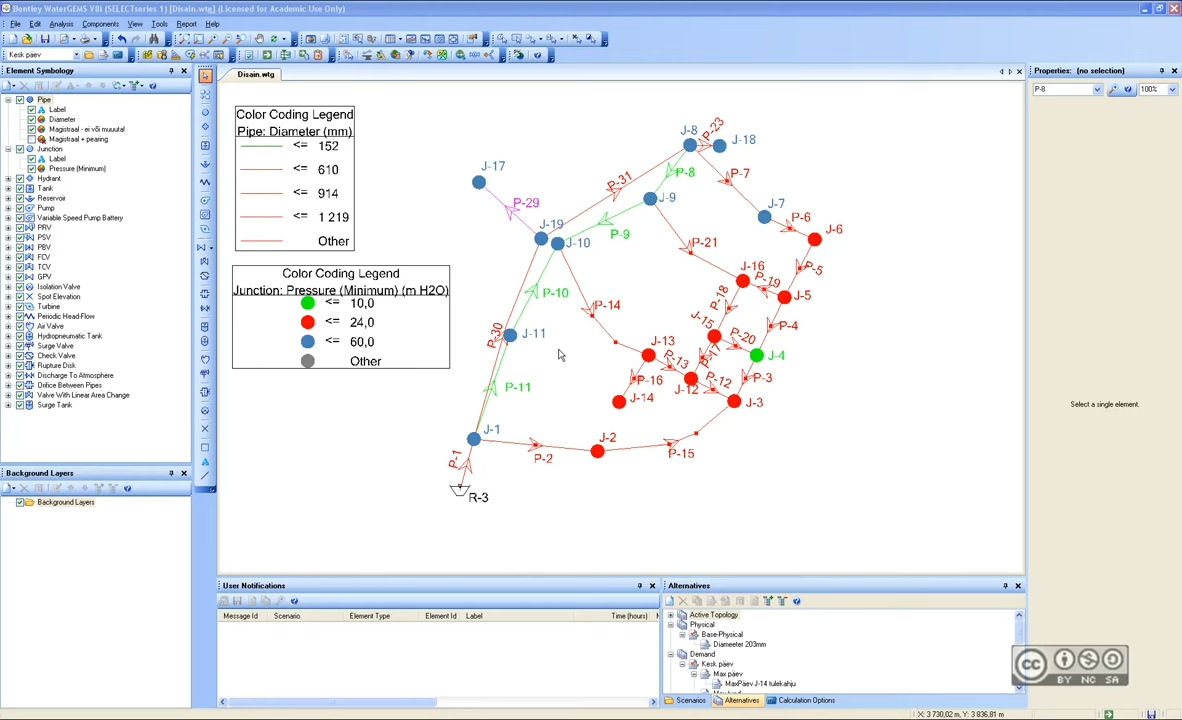 Bentley WaterGEMS V8i (SELECTseries 1) [Disain.wtg] (Licensed for Academic Use)
File Edit Analysis Components View Tools Report Help
Kesk päev
Element Symbology
Pipe
Label
Diameter
Magistraal - ei või muuutal
Magistraal + pearing
Junction
Label
Pressure (Minimum)
Hydrant
Tank
Reservoir
Pump
Variable Speed Pump Battery
PRV
PSV
PBV
FCV
TCV
GPV
Isolation Valve
Spot Elevation
Turbine
Periodic Head-Flow
Air Valve
Hydropneumatic Tank
Surge Valve
Check Valve
Rupture Disk
Discharge To Atmosphere
Orifice Between Pipes
Valve With Linear Area Change
Surge Tank
Background Layers
Background Layers
Disain.wtg
Color Coding Legend
Pipe: Diameter (mm)
<= 152
<= 610
<= 914
<= 1 219
Other
Color Coding Legend
Junction: Pressure (Minimum) (m H2O)
<= 10,0
<= 24,0
<= 60,0
Other
J-8
P-23
J-18
J-17
P-31
P-8
P-7
P-29
J-9
J-7
P-6
J-6
J-19
J-10
P-9
P-21
P-5
J-16
P-19
J-5
P-10
P-14
P-18
P-30
J-11
J-15
P-20
P-4
J-13
P-17
J-4
P-13
P-16
J-12
P-12
P-3
P-11
J-14
J-3
J-1
J-2
P-1
P-2
P-15
R-3
User Notifications
Message Id Scenario Element Type Element Id Label Time (hours)
Alternatives
Active Topology
Physical
Base-Physical
Diameeter 203mm
Demand
Kesk päev
Max päev
MaxPäev J-14 tulekahju
Scenarios Alternatives Calculation Options
Properties: (no selection)
P-8 100%
Select a single element.
cc BY NC SA
X: 3 730,02 m, Y: 3 836,81 m